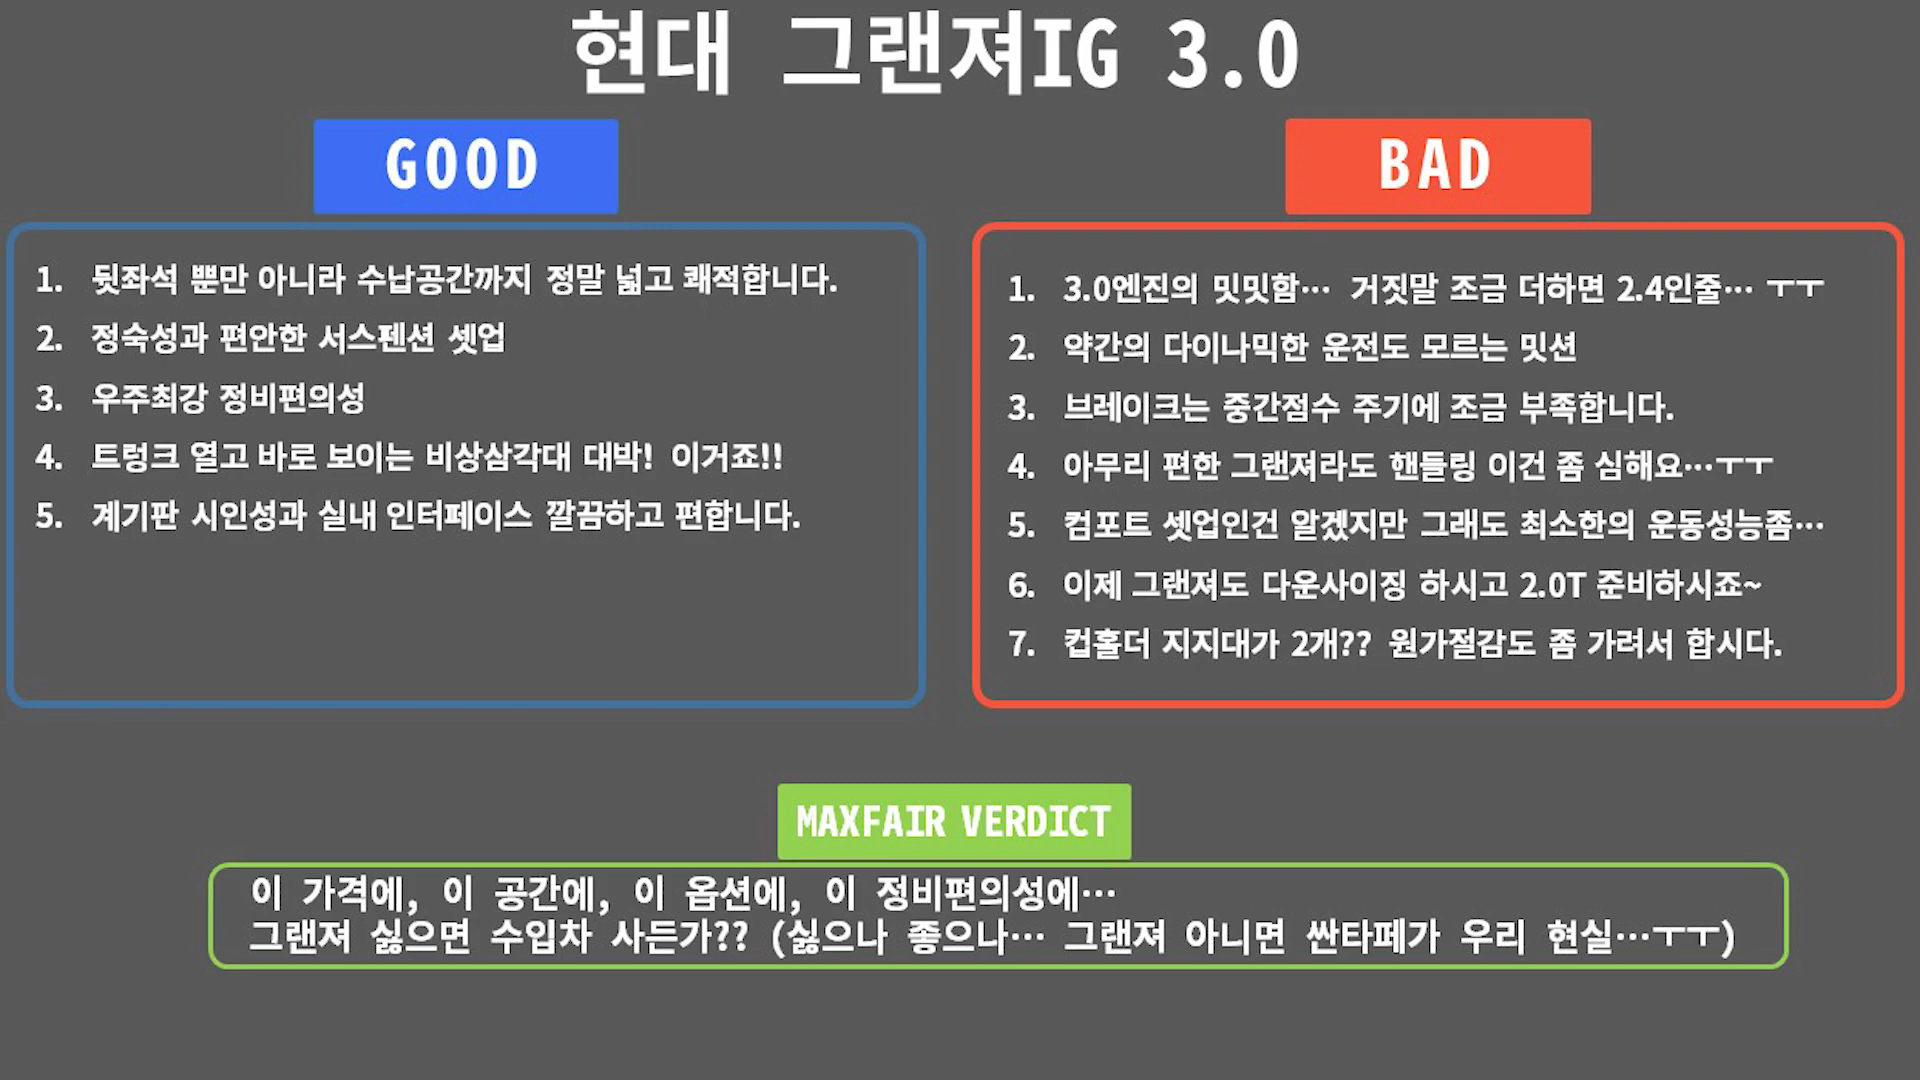 현대 그랜져IG 3.0
GOOD
1. 뒷좌석 뿐만 아니라 수납공간까지 정말 넓고 쾌적합니다.
2. 정숙성과 편안한 서스펜션 셋업
3. 우주최강 정비편의성
4. 트렁크 열고 바로 보이는 비상삼각대 대박! 이거죠!!
5. 계기판 시인성과 실내 인터페이스 깔끔하고 편합니다.
BAD
1. 3.0엔진의 밋밋함… 거짓말 조금 더하면 2.4인줄… ㅜㅜ
2. 약간의 다이나믹한 운전도 모르는 밋션
3. 브레이크는 중간점수 주기에 조금 부족합니다.
4. 아무리 편한 그랜져라도 핸들링 이건 좀 심해요…ㅜㅜ
5. 컴포트 셋업인건 알겠지만 그래도 최소한의 운동성능좀…
6. 이제 그랜져도 다운사이징 하시고 2.0T 준비하시죠~
7. 컵홀더 지지대가 2개?? 원가절감도 좀 가려서 합시다.
MAXFAIR VERDICT
이 가격에, 이 공간에, 이 옵션에, 이 정비편의성에…
그랜져 싫으면 수입차 사든가?? (싫으나 좋으나… 그랜져 아니면 싼타페가 우리 현실…ㅜㅜ)